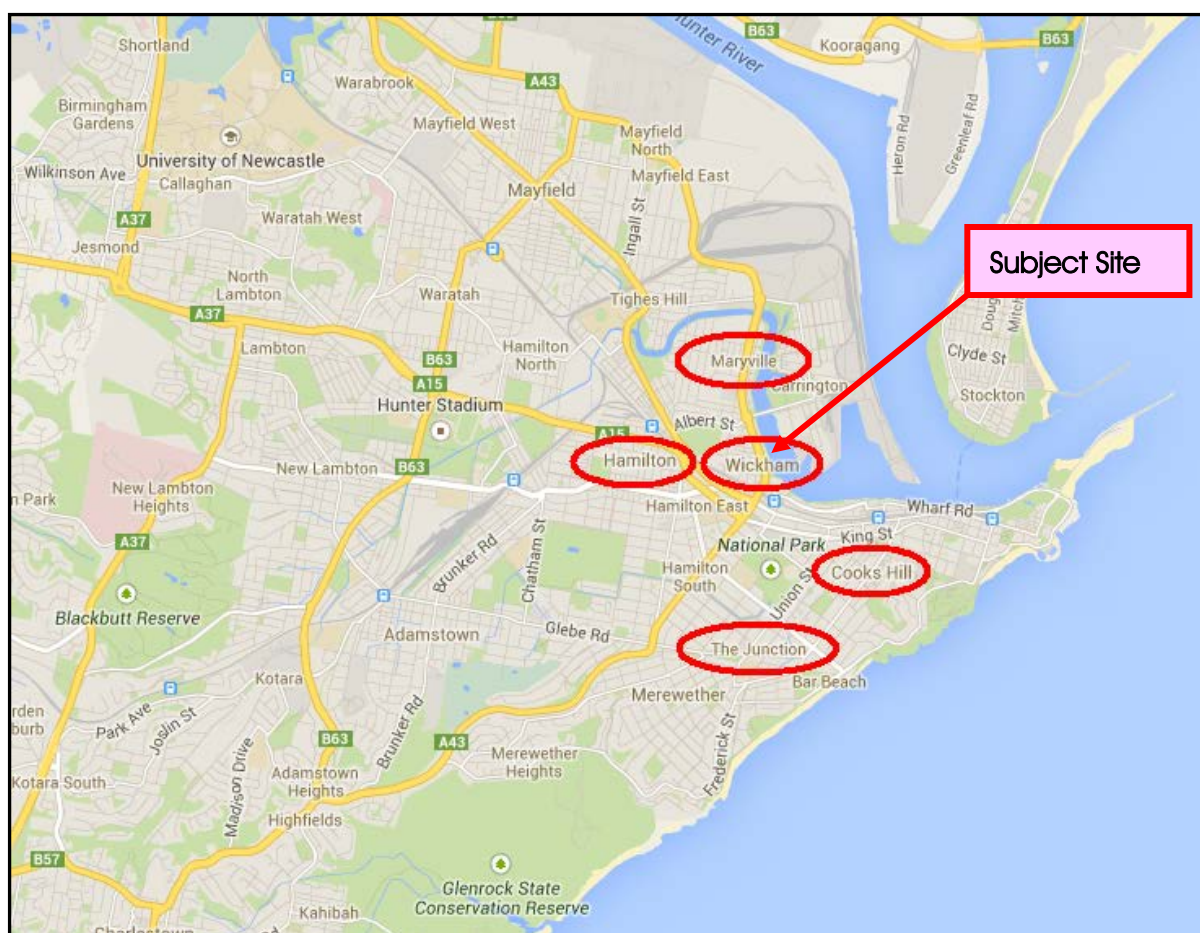 Shortland
B63
B63
Kooragang
Hunter River
Warabrook
A43
Birmingham
Gardens
Mayfield West
Mayfield
North
Heron Rd
Greenleaf Rd
University of Newcastle
Wilkinson Ave
Callaghan
Mayfield East
Mayfield
Ingall St
A37
Waratah West
Jesmond
Subject Site
North
Lambton
Waratah
Tighes Hill
A37
Lambton
Hamilton
North
B63
A15
Maryville
Carrington
Clyde St
Stockton
Hunter Stadium
Albert St
A15
Hamilton
Wickham
New Lambton
B63
New Lambton
Heights
n Park
Hamilton East
Wharf Rd
King St
A37
Brunker Rd
Chatham St
National Park
Hamilton
South
Union St
Cooks Hill
Blackbutt Reserve
Adamstown
Glebe Rd
The Junction
Bar Beach
Kotara
Merewether
rden
burb
Park Ave
Joslin St
Madison Drive
B63
Brunker Rd
A43
Frederick St
Merewether
Heights
Kotara South
Adamstown
Heights
Highfields
B57
Glenrock State
Conservation Reserve
Kahibah
Charlestown